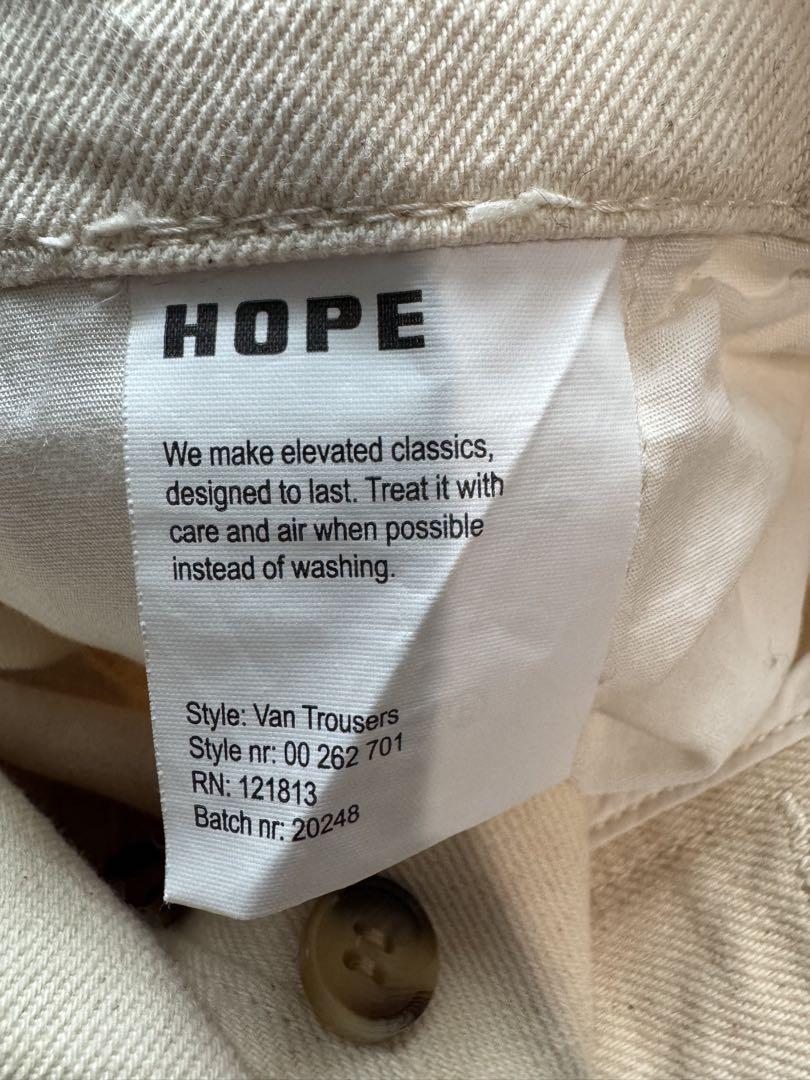 HOPE
We make elevated classics,
designed to last. Treat it with
care and air when possible
instead of washing.
Style: Van Trousers
Style nr: 00 262 701
RN: 121813
Batch nr: 20248